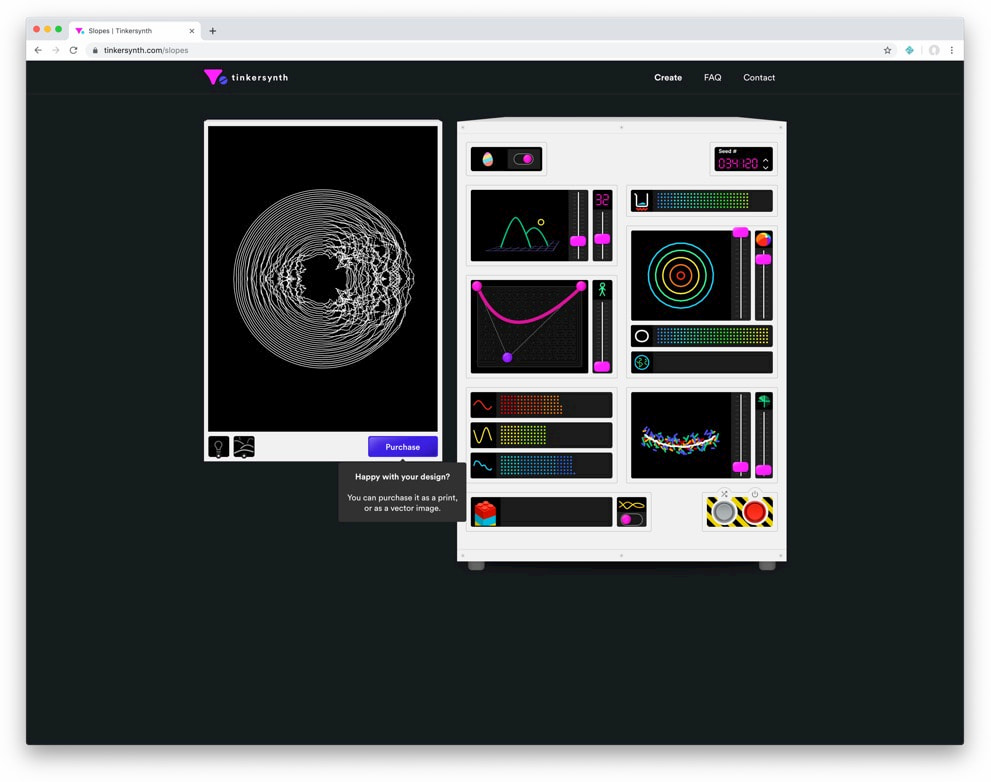 Slopes | Tinkersynth
tinkersynth.com/slopes
tinkersynth
Create
FAQ
Contact
Seed #
034120
32
Purchase
Happy with your design?
You can purchase it as a print,
or as a vector image.